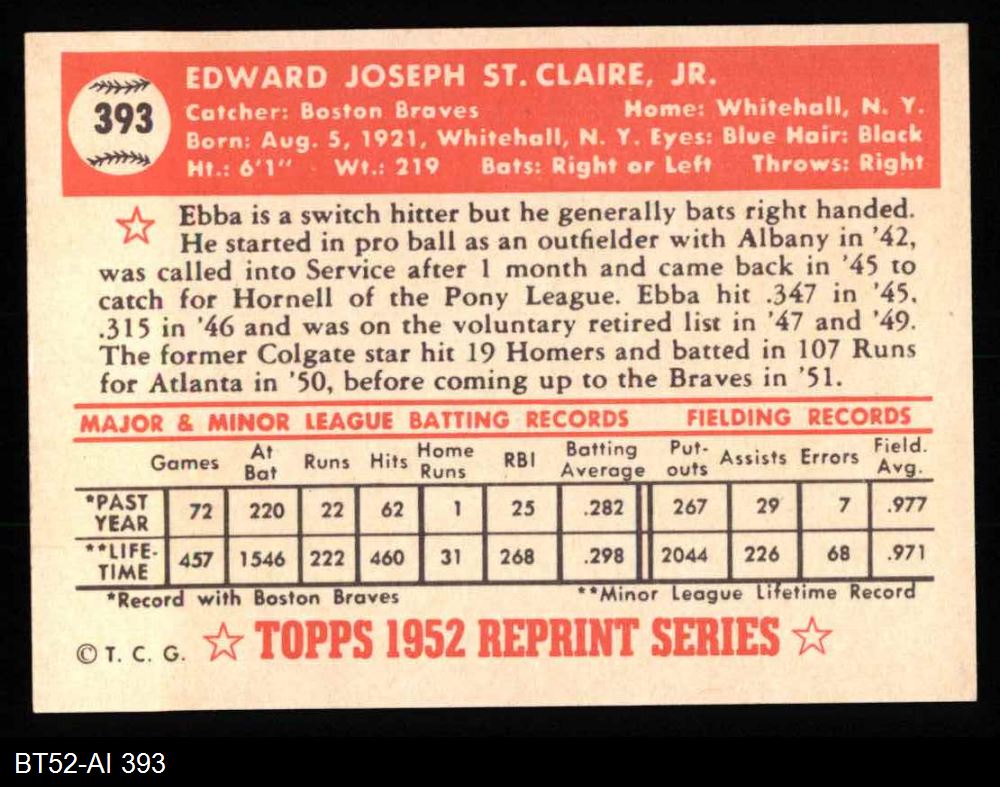 393
EDWARD JOSEPH ST. CLAIRE, JR.
Catcher: Boston Braves Home: Whitehall, N. Y.
Born: Aug. 5, 1921, Whitehall, N. Y. Eyes: Blue Hair: Black
Ht.: 6'1" Wt.: 219 Bats: Right or Left Throws: Right
Ebba is a switch hitter but he generally bats right handed.
He started in pro ball as an outfielder with Albany in '42,
was called into Service after 1 month and came back in '45 to
catch for Hornell of the Pony League. Ebba hit .347 in '45,
.315 in '46 and was on the voluntary retired list in '47 and '49.
The former Colgate star hit 19 Homers and batted in 107 Runs
for Atlanta in '50, before coming up to the Braves in '51.
MAJOR & MINOR LEAGUE BATTING RECORDS FIELDING RECORDS
Games At Bat Runs Hits Home Runs RBI Batting Average Put-outs Assists Errors Field. Avg.
*PAST YEAR 72 220 22 62 1 25 .282 267 29 7 .977
**LIFE-TIME 457 1546 222 460 31 268 .298 2044 226 68 .971
*Record with Boston Braves **Minor League Lifetime Record
© T. C. G. ☆ TOPPS 1952 REPRINT SERIES ☆
BT52-AI 393